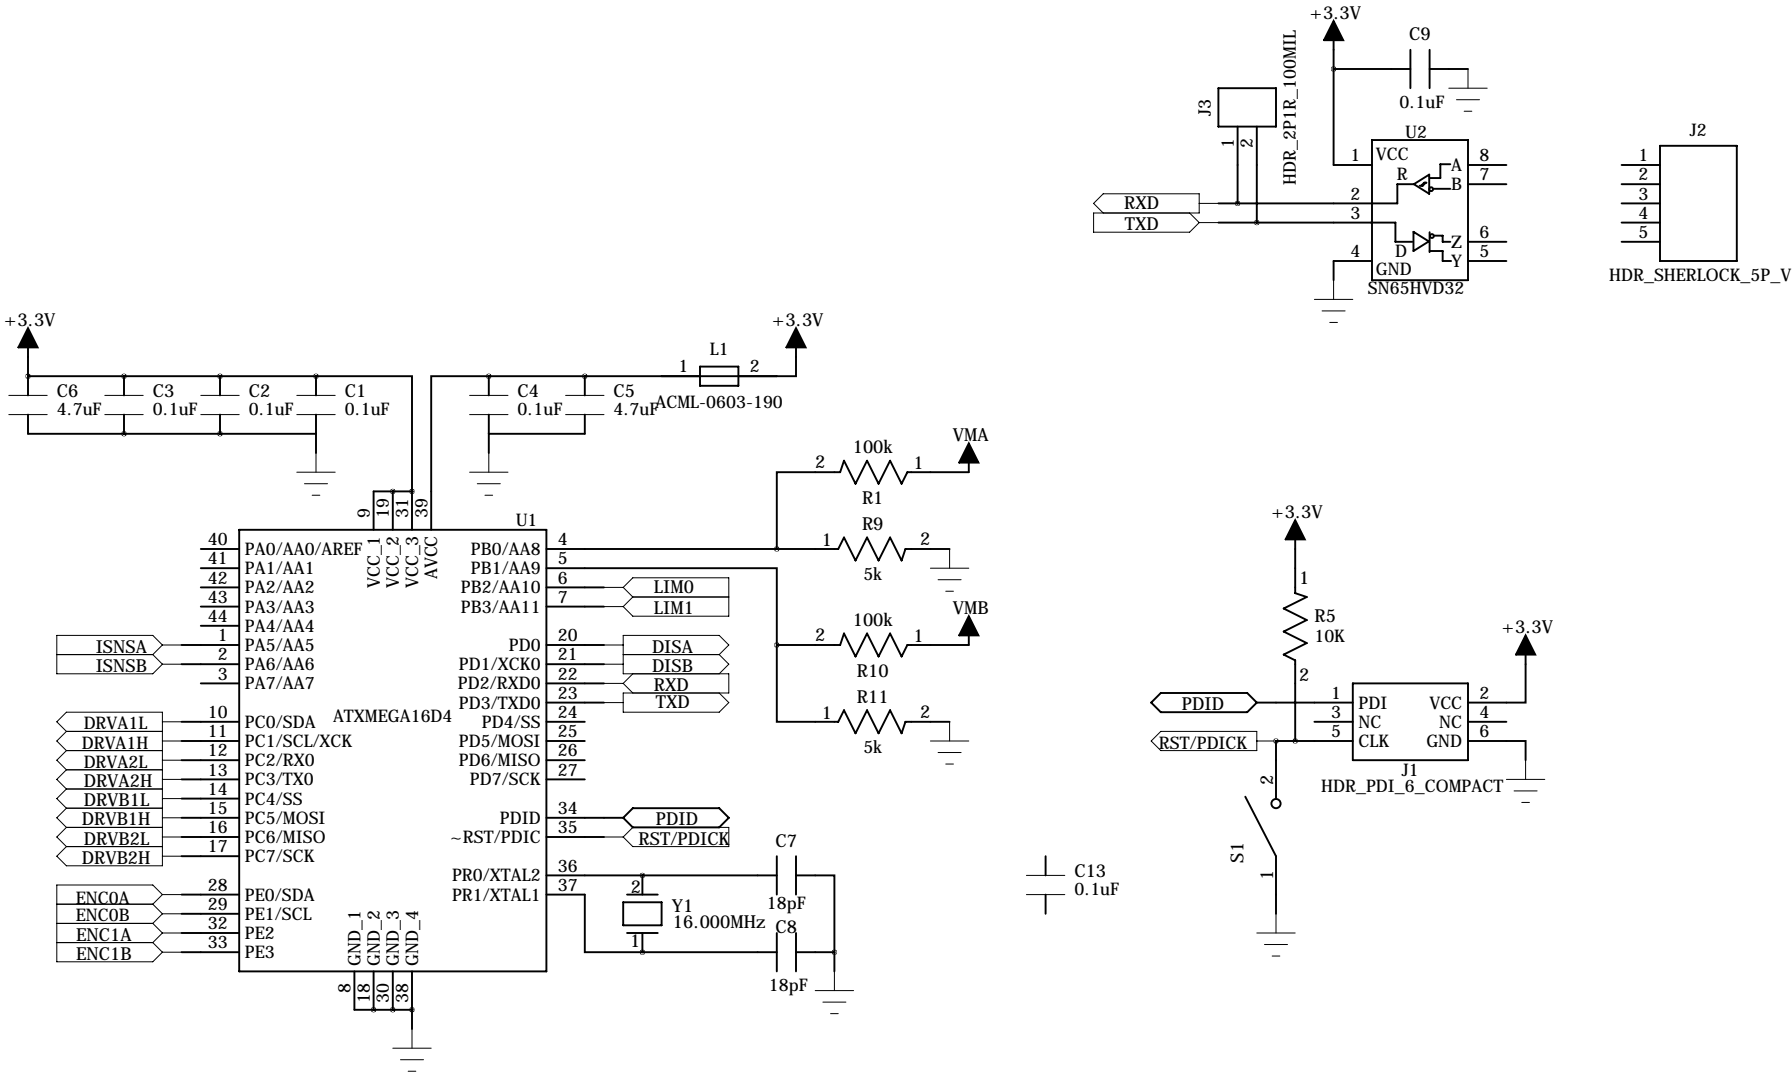 +3.3V
C9
0.1uF
J3
HDR_2P1R_100MIL
1
2
U2
1
VCC
R
A
8
B
7
RXD
2
TXD
3
D
Z
6
Y
5
4
GND
SN65HVD32
J2
1
2
3
4
5
HDR_SHERLOCK_5P_V
+3.3V
C6
4.7uF
C3
0.1uF
C2
0.1uF
C1
0.1uF
C4
0.1uF
C5
4.7uF
1
L1
2
ACML-0603-190
+3.3V
VMA
100k
2
1
R1
R9
1
2
5k
VMB
100k
2
1
R10
R11
1
2
5k
U1
9
19
31
39
VCC_1
VCC_2
VCC_3
AVCC
40 PA0/AA0/AREF
41 PA1/AA1
42 PA2/AA2
43 PA3/AA3
44 PA4/AA4
ISNSA 1 PA5/AA5
ISNSB 2 PA6/AA6
3 PA7/AA7
ATXMEGA16D4
DRVA1L 10 PC0/SDA
DRVA1H 11 PC1/SCL/XCK
DRVA2L 12 PC2/RX0
DRVA2H 13 PC3/TX0
DRVB1L 14 PC4/SS
DRVB1H 15 PC5/MOSI
DRVB2L 16 PC6/MISO
DRVB2H 17 PC7/SCK
ENC0A 28 PE0/SDA
ENC0B 29 PE1/SCL
ENC1A 32 PE2
ENC1B 33 PE3
PB0/AA8 4
PB1/AA9 5
PB2/AA10 6 LIM0
PB3/AA11 7 LIM1
PD0 20 DISA
PD1/XCK0 21 DISB
PD2/RXD0 22 RXD
PD3/TXD0 23 TXD
PD4/SS 24
PD5/MOSI 25
PD6/MISO 26
PD7/SCK 27
PDID 34 PDID
~RST/PDIC 35 RST/PDICK
PR0/XTAL2 36
PR1/XTAL1 37
GND_1
GND_2
GND_3
GND_4
8
18
30
38
2
Y1
16.000MHz
1
C7
18pF
C8
18pF
C13
0.1uF
+3.3V
1
R5
10K
2
+3.3V
PDID
1
PDI
VCC
2
3
NC
NC
4
RST/PDICK
5
CLK
GND
6
J1
HDR_PDI_6_COMPACT
2
S1
1